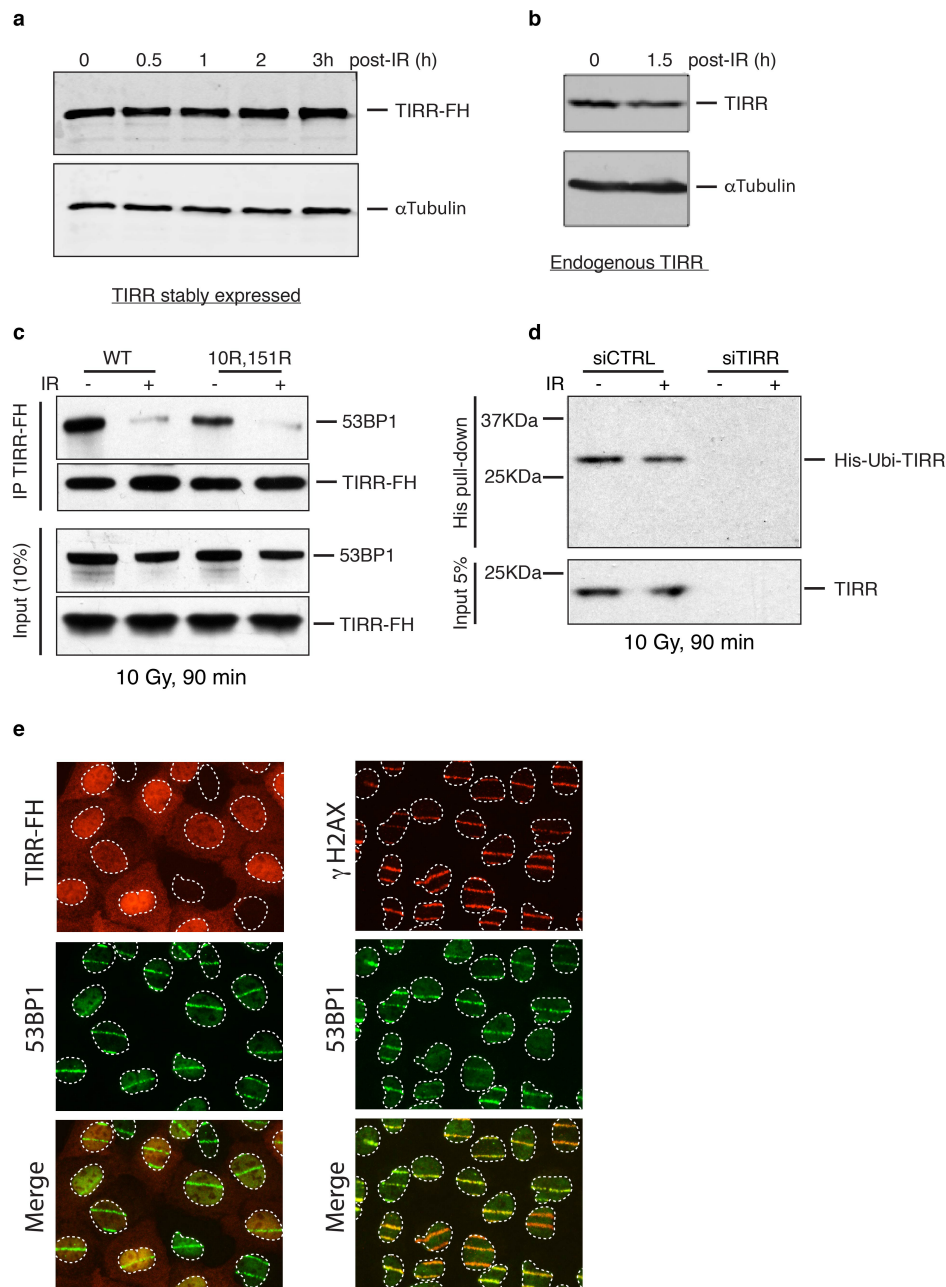 a
0 0.5 1 2 3h post-IR (h)
TIRR-FH
αTubulin
TIRR stably expressed
b
0 1.5 post-IR (h)
TIRR
αTubulin
Endogenous TIRR
c
WT 10R,151R
IR - + - +
IP TIRR-FH
53BP1
TIRR-FH
Input (10%)
53BP1
TIRR-FH
10 Gy, 90 min
d
siCTRL siTIRR
IR - + - +
His pull-down
37KDa
25KDa
His-Ubi-TIRR
Input 5%
25KDa
TIRR
10 Gy, 90 min
e
TIRR-FH
53BP1
Merge
γH2AX
53BP1
Merge